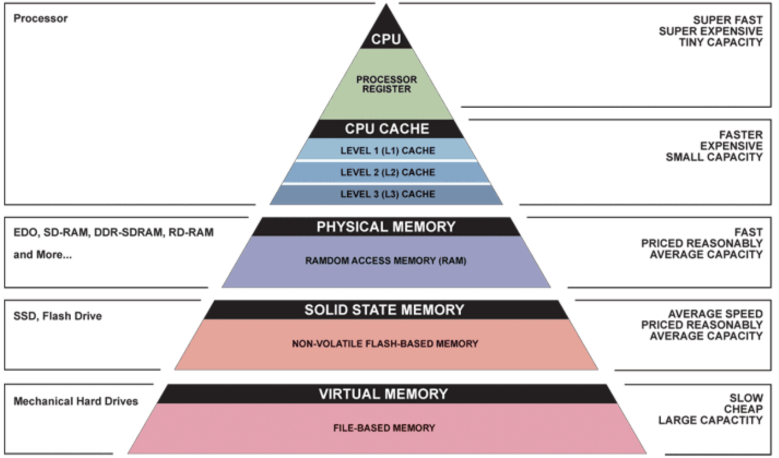 Processor
CPU
SUPER FAST
SUPER EXPENSIVE
TINY CAPACITY
PROCESSOR
REGISTER
CPU CACHE
FASTER
EXPENSIVE
SMALL CAPACITY
LEVEL 1 (L1) CACHE
LEVEL 2 (L2) CACHE
LEVEL 3 (L3) CACHE
EDO, SD-RAM, DDR-SDRAM, RD-RAM
and More...
PHYSICAL MEMORY
RAMDOM ACCESS MEMORY (RAM)
FAST
PRICED REASONABLY
AVERAGE CAPACITY
SSD, Flash Drive
SOLID STATE MEMORY
NON-VOLATILE FLASH-BASED MEMORY
AVERAGE SPEED
PRICED REASONABLY
AVERAGE CAPACITY
Mechanical Hard Drives
VIRTUAL MEMORY
FILE-BASED MEMORY
SLOW
CHEAP
LARGE CAPACTITY